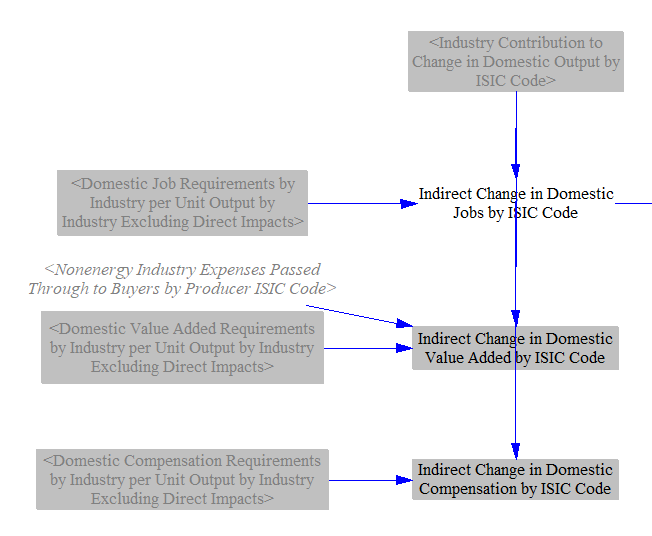 <Industry Contribution to
Change in Domestic Output by
ISIC Code>
<Domestic Job Requirements by
Industry per Unit Output by
Industry Excluding Direct Impacts>
Indirect Change in Domestic
Jobs by ISIC Code
<Nonenergy Industry Expenses Passed
Through to Buyers by Producer ISIC Code>
<Domestic Value Added Requirements
by Industry per Unit Output by Industry
Excluding Direct Impacts>
Indirect Change in Domestic
Value Added by ISIC Code
<Domestic Compensation Requirements
by Industry per Unit Output by Industry
Excluding Direct Impacts>
Indirect Change in Domestic
Compensation by ISIC Code